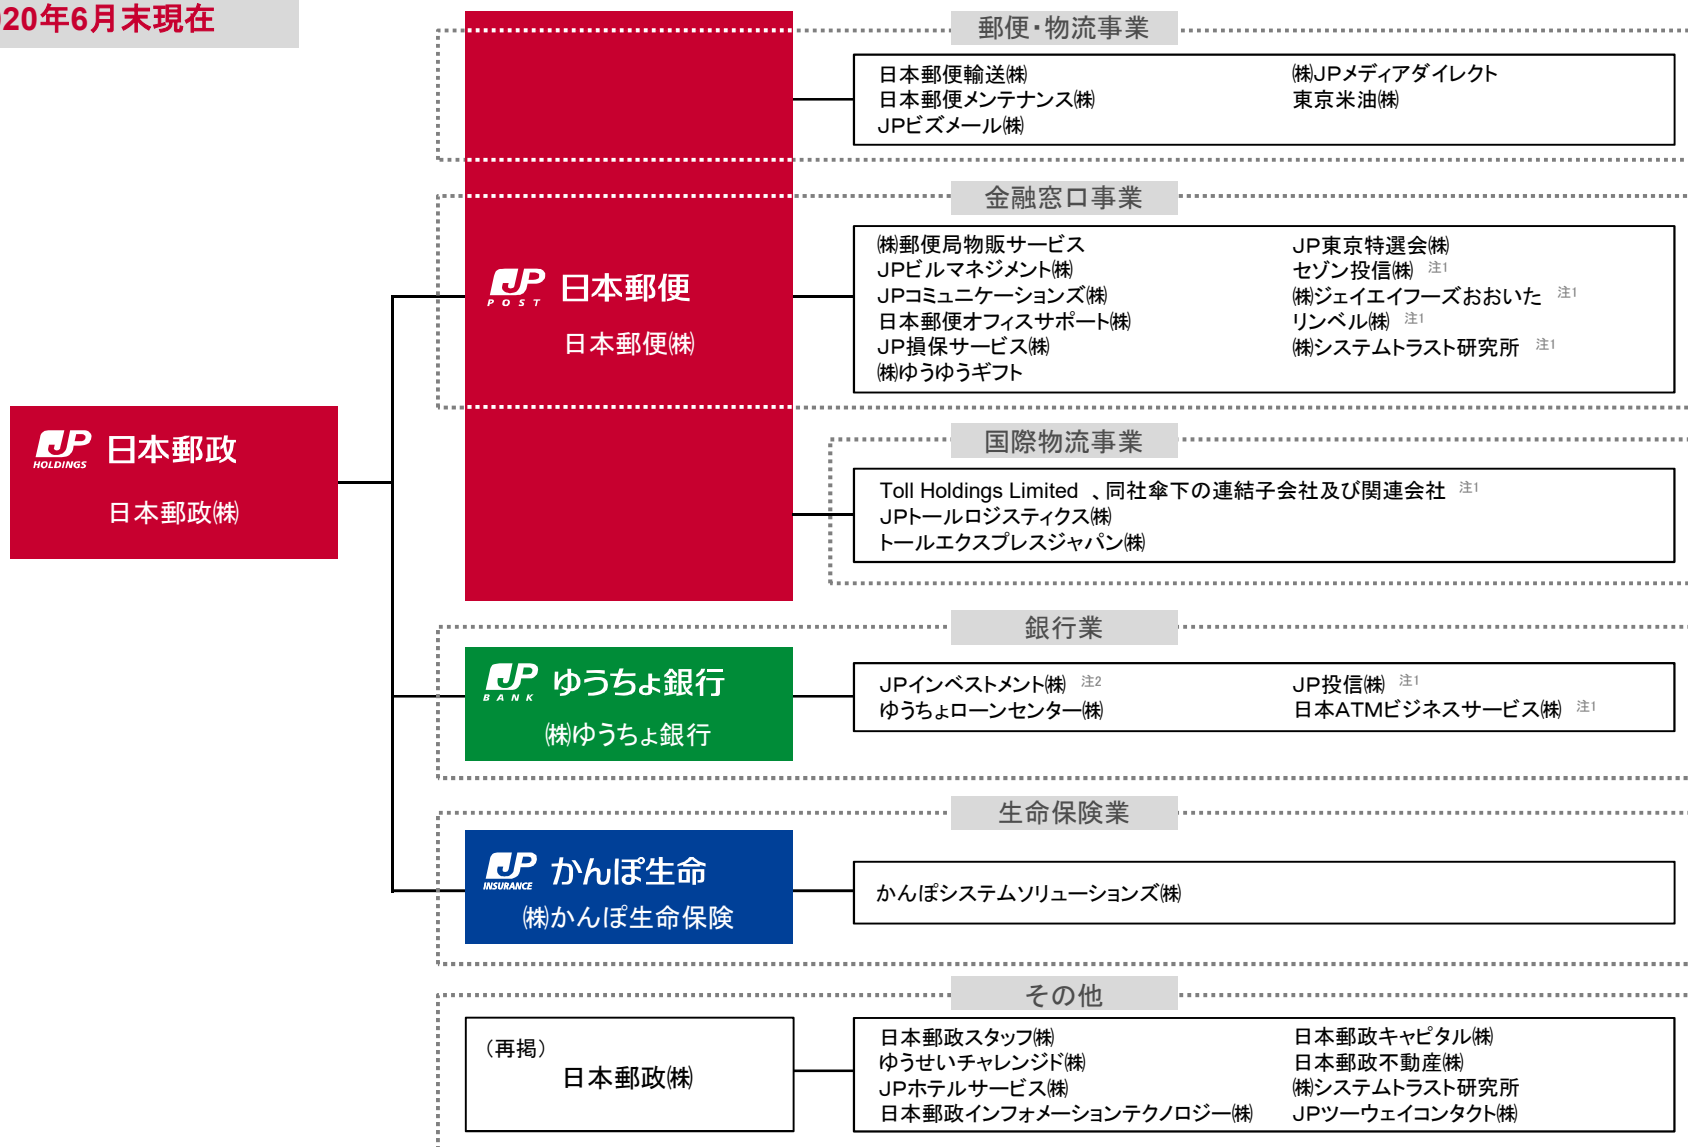 20年6月末現在
郵便・物流事業
日本郵便輸送㈱
日本郵便メンテナンス㈱
JPビズメール㈱
㈱JPメディアダイレクト
東京米油㈱
金融窓口事業
JP POST 日本郵便
日本郵便㈱
㈱郵便局物販サービス
JPビルマネジメント㈱
JPコミュニケーションズ㈱
日本郵便オフィスサポート㈱
JP損保サービス㈱
㈱ゆうゆうギフト
JP東京特選会㈱
セゾン投信㈱ 注1
㈱ジェイエイフーズおおいた 注1
リンベル㈱ 注1
㈱システムトラスト研究所 注1
JP HOLDINGS 日本郵政
日本郵政㈱
国際物流事業
Toll Holdings Limited 、同社傘下の連結子会社及び関連会社 注1
JPトールロジスティクス㈱
トールエクスプレスジャパン㈱
銀行業
JP BANK ゆうちょ銀行
㈱ゆうちょ銀行
JPインベストメント㈱ 注2
ゆうちょローンセンター㈱
JP投信㈱ 注1
日本ATMビジネスサービス㈱ 注1
生命保険業
JP INSURANCE かんぽ生命
㈱かんぽ生命保険
かんぽシステムソリューションズ㈱
その他
（再掲）
日本郵政㈱
日本郵政スタッフ㈱
ゆうせいチャレンジド㈱
JPホテルサービス㈱
日本郵政インフォメーションテクノロジー㈱
日本郵政キャピタル㈱
日本郵政不動産㈱
㈱システムトラスト研究所
JPツーウェイコンタクト㈱